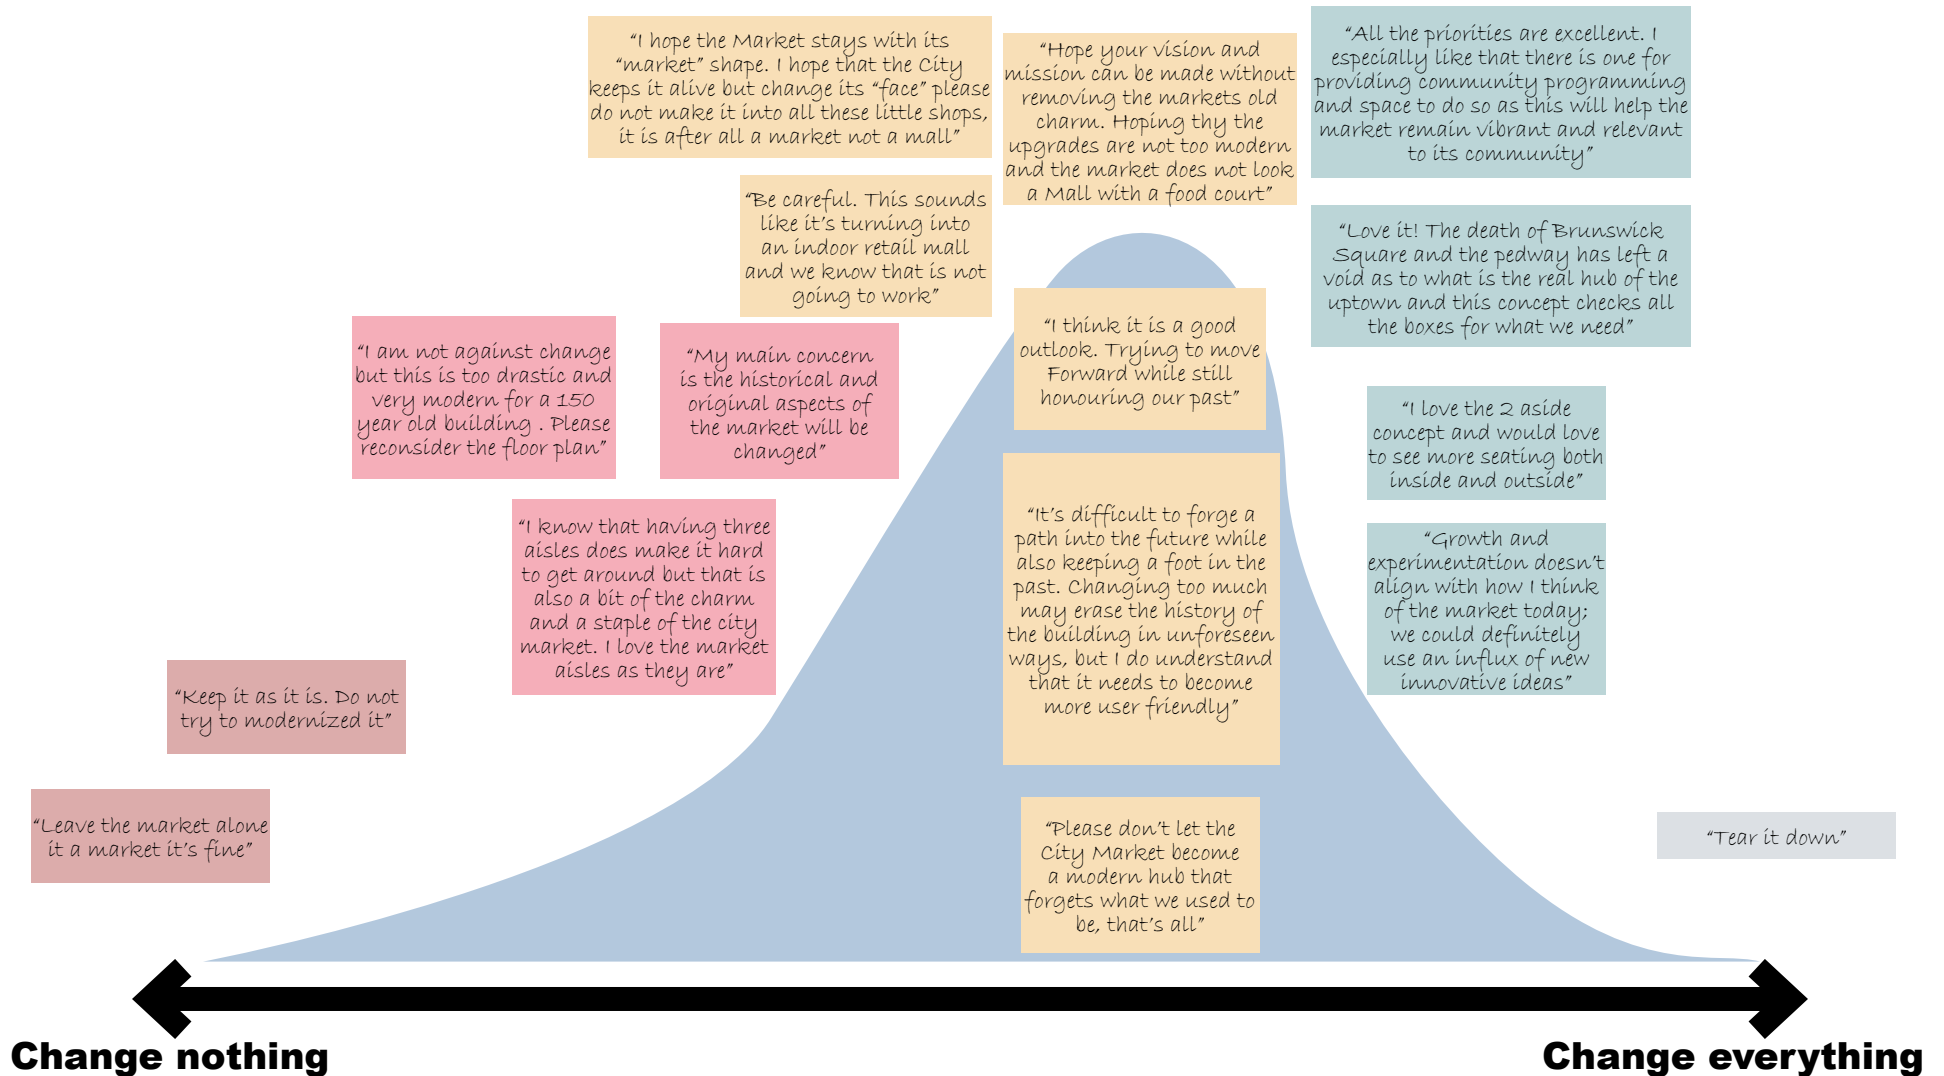 “I hope the Market stays with its
“market” shape. I hope that the City
keeps it alive but change its “face” please
do not make it into all these little shops,
it is after all a market not a mall”
“Hope your vision and
mission can be made without
removing the markets old
charm. Hoping thy the
upgrades are not too modern
and the market does not look
a Mall with a food court”
“All the priorities are excellent. I
especially like that there is one for
providing community programming
and space to do so as this will help the
market remain vibrant and relevant
to its community”
“Be careful. This sounds
like it’s turning into
an indoor retail mall
and we know that is not
going to work”
“Love it! The death of Brunswick
Square and the pedway has left a
void as to what is the real hub of the
uptown and this concept checks all
the boxes for what we need”
“I am not against change
but this is too drastic and
very modern for a 150
year old building . Please
reconsider the floor plan”
“My main concern
is the historical and
original aspects of
the market will be
changed”
“I think it is a good
outlook. Trying to move
Forward while still
honouring our past”
“I love the 2 aside
concept and would love
to see more seating both
inside and outside”
“I know that having three
aisles does make it hard
to get around but that is
also a bit of the charm
and a staple of the city
market. I love the market
aisles as they are”
“It’s difficult to forge a
path into the future while
also keeping a foot in the
past. Changing too much
may erase the history of
the building in unforeseen
ways, but I do understand
that it needs to become
more user friendly”
“Growth and
experimentation doesn’t
align with how I think
of the market today;
we could definitely
use an influx of new
innovative ideas”
“Keep it as it is. Do not
try to modernized it”
“Leave the market alone
it a market it’s fine”
“Please don’t let the
City Market become
a modern hub that
forgets what we used to
be, that’s all”
“Tear it down”
Change nothing
Change everything